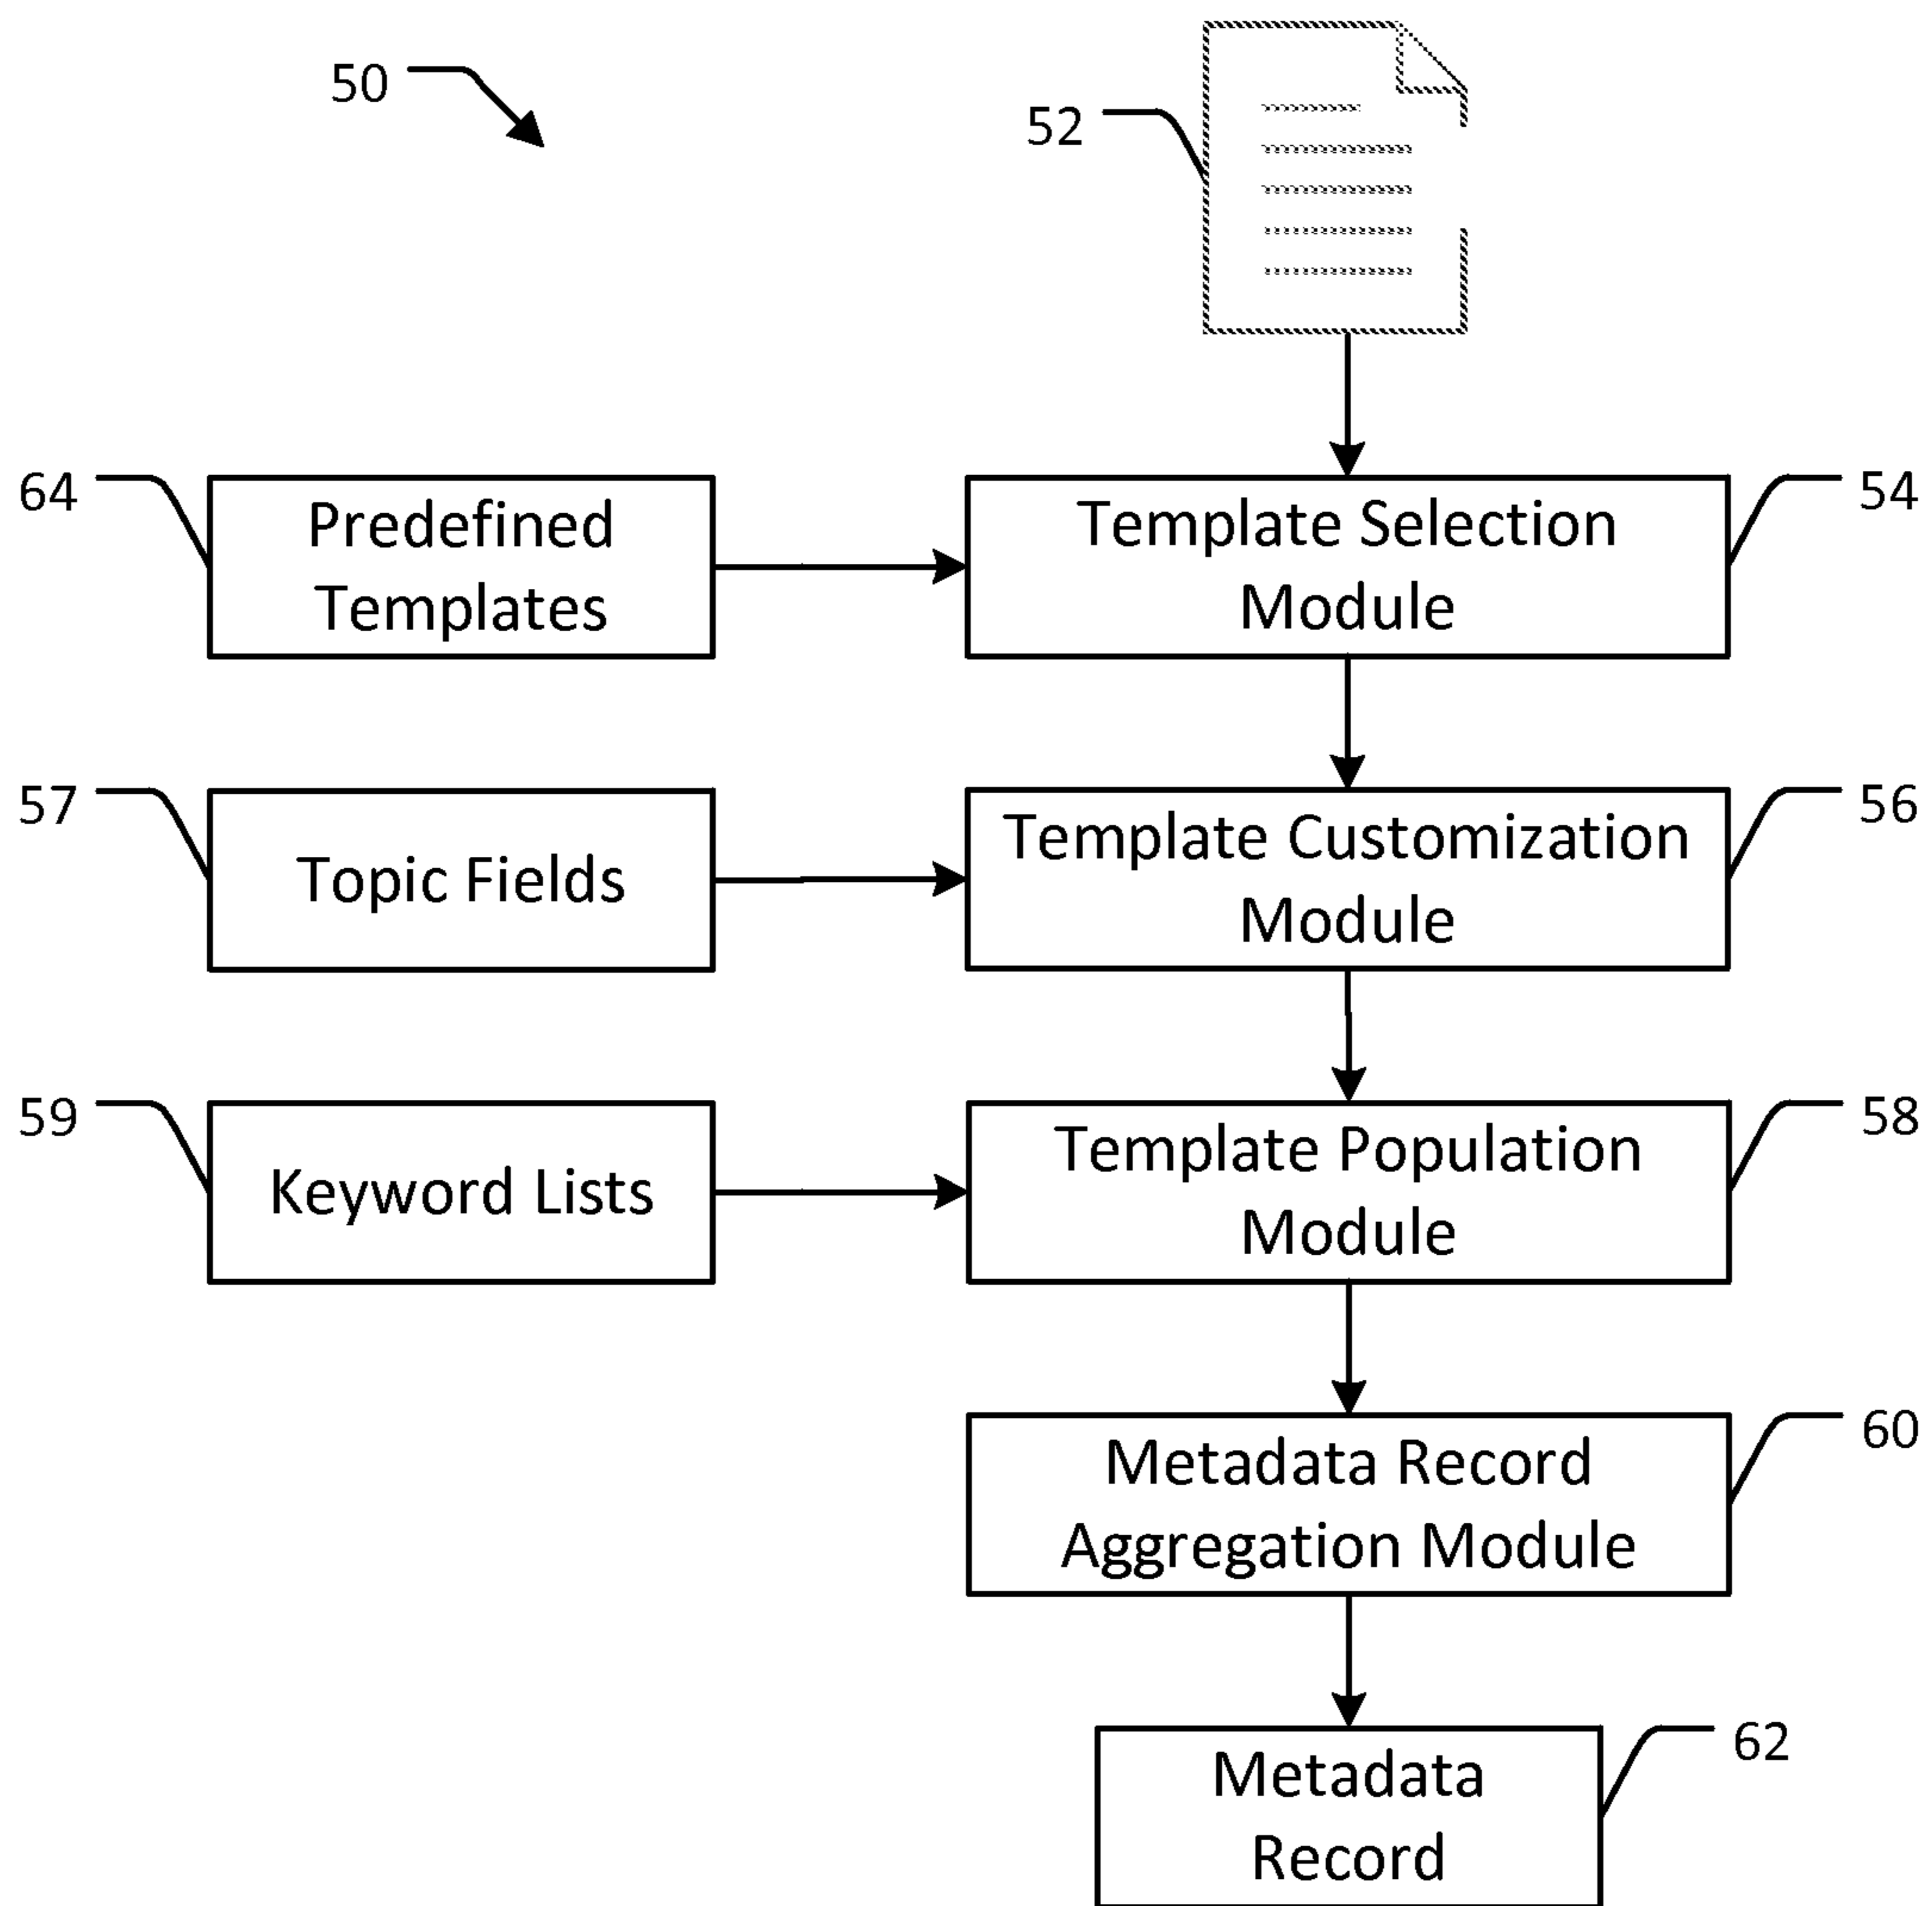 50
52
64
Predefined
Templates
Template Selection
Module
54
57
Topic Fields
Template Customization
Module
56
59
Keyword Lists
Template Population
Module
58
Metadata Record
Aggregation Module
60
Metadata
Record
62